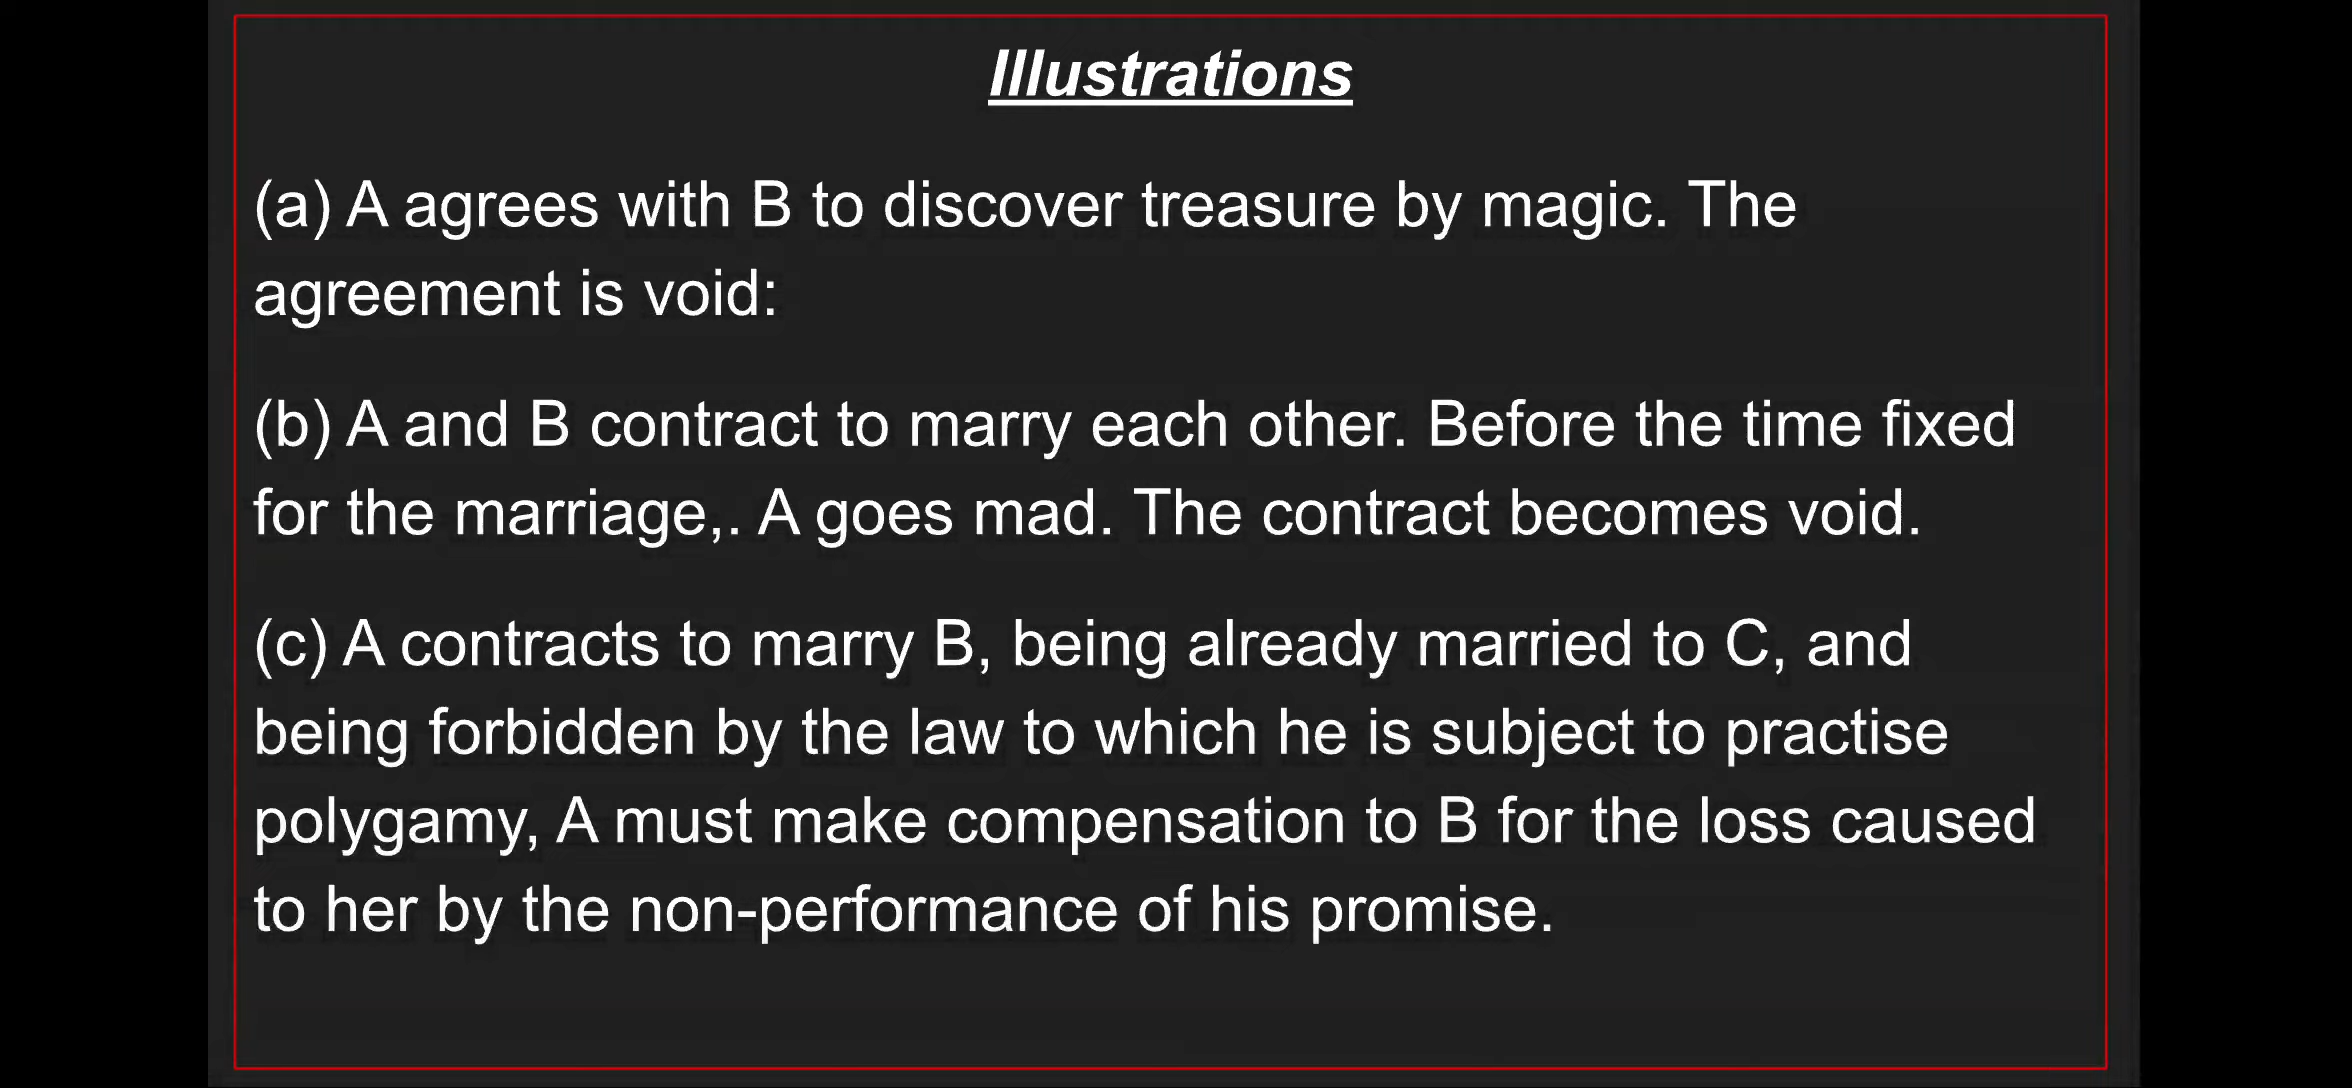 Illustrations
(a) A agrees with B to discover treasure by magic. The
agreement is void:
(b) A and B contract to marry each other. Before the time fixed
for the marriage,. A goes mad. The contract becomes void.
(c) A contracts to marry B, being already married to C, and
being forbidden by the law to which he is subject to practise
polygamy, A must make compensation to B for the loss caused
to her by the non-performance of his promise.